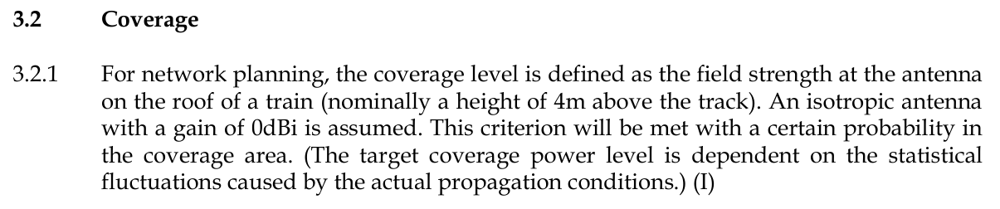 3.2 Coverage
3.2.1 For network planning, the coverage level is defined as the field strength at the antenna
on the roof of a train (nominally a height of 4m above the track). An isotropic antenna
with a gain of 0dBi is assumed. This criterion will be met with a certain probability in
the coverage area. (The target coverage power level is dependent on the statistical
fluctuations caused by the actual propagation conditions.) (I)